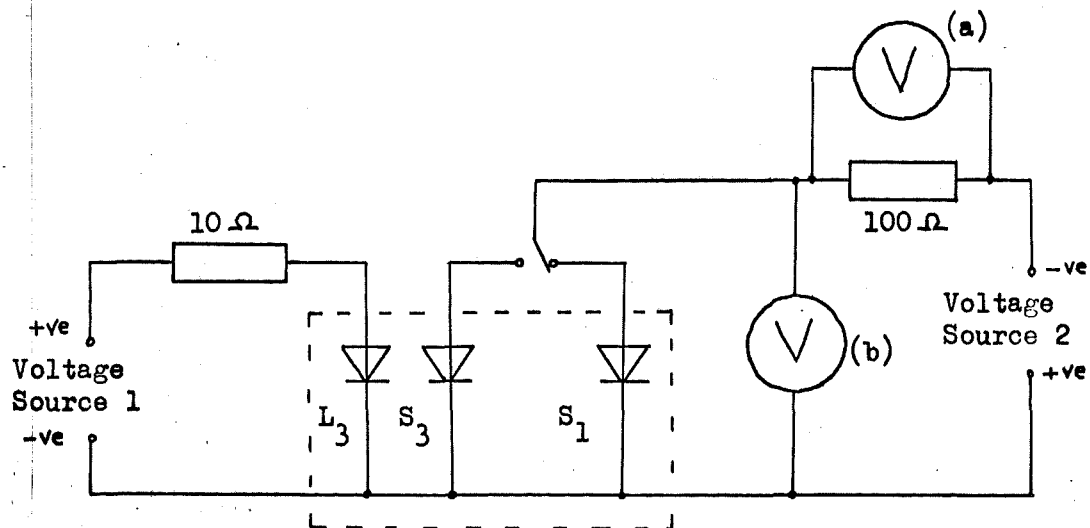 (a)
V
10 Ω
100 Ω
+ve
Voltage
Source 1
-ve
L3
S3
S1
V
(b)
-ve
Voltage
Source 2
+ve